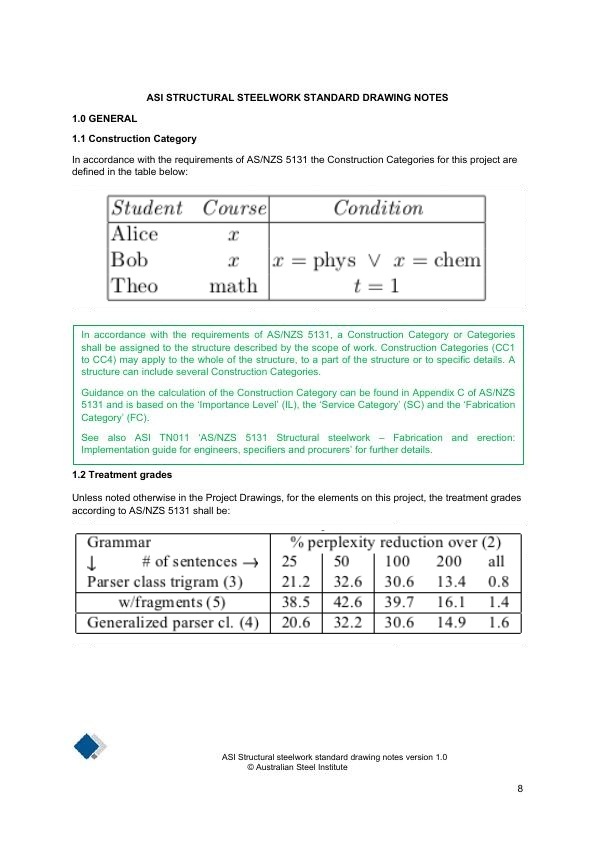 ASI STRUCTURAL STEELWORK STANDARD DRAWING NOTES
1.0 GENERAL
1.1 Construction Category
In accordance with the requirements of AS/NZS 5131 the Construction Categories for this project are
defined in the table below:
Student Course Condition
Alice x
Bob x x = phys ∨ x = chem
Theo math t = 1
In accordance with the requirements of AS/NZS 5131, a Construction Category or Categories
shall be assigned to the structure described by the scope of work. Construction Categories (CC1
to CC4) may apply to the whole of the structure, to a part of the structure or to specific details. A
structure can include several Construction Categories.
Guidance on the calculation of the Construction Category can be found in Appendix C of AS/NZS
5131 and is based on the ‘Importance Level’ (IL), the ‘Service Category’ (SC) and the ‘Fabrication
Category’ (FC).
See also ASI TN011 ‘AS/NZS 5131 Structural steelwork – Fabrication and erection:
Implementation guide for engineers, specifiers and procurers’ for further details.
1.2 Treatment grades
Unless noted otherwise in the Project Drawings, for the elements on this project, the treatment grades
according to AS/NZS 5131 shall be:
Grammar % perplexity reduction over (2)
↓ # of sentences → 25 50 100 200 all
Parser class trigram (3) 21.2 32.6 30.6 13.4 0.8
w/fragments (5) 38.5 42.6 39.7 16.1 1.4
Generalized parser cl. (4) 20.6 32.2 30.6 14.9 1.6
ASI Structural steelwork standard drawing notes version 1.0
© Australian Steel Institute
8